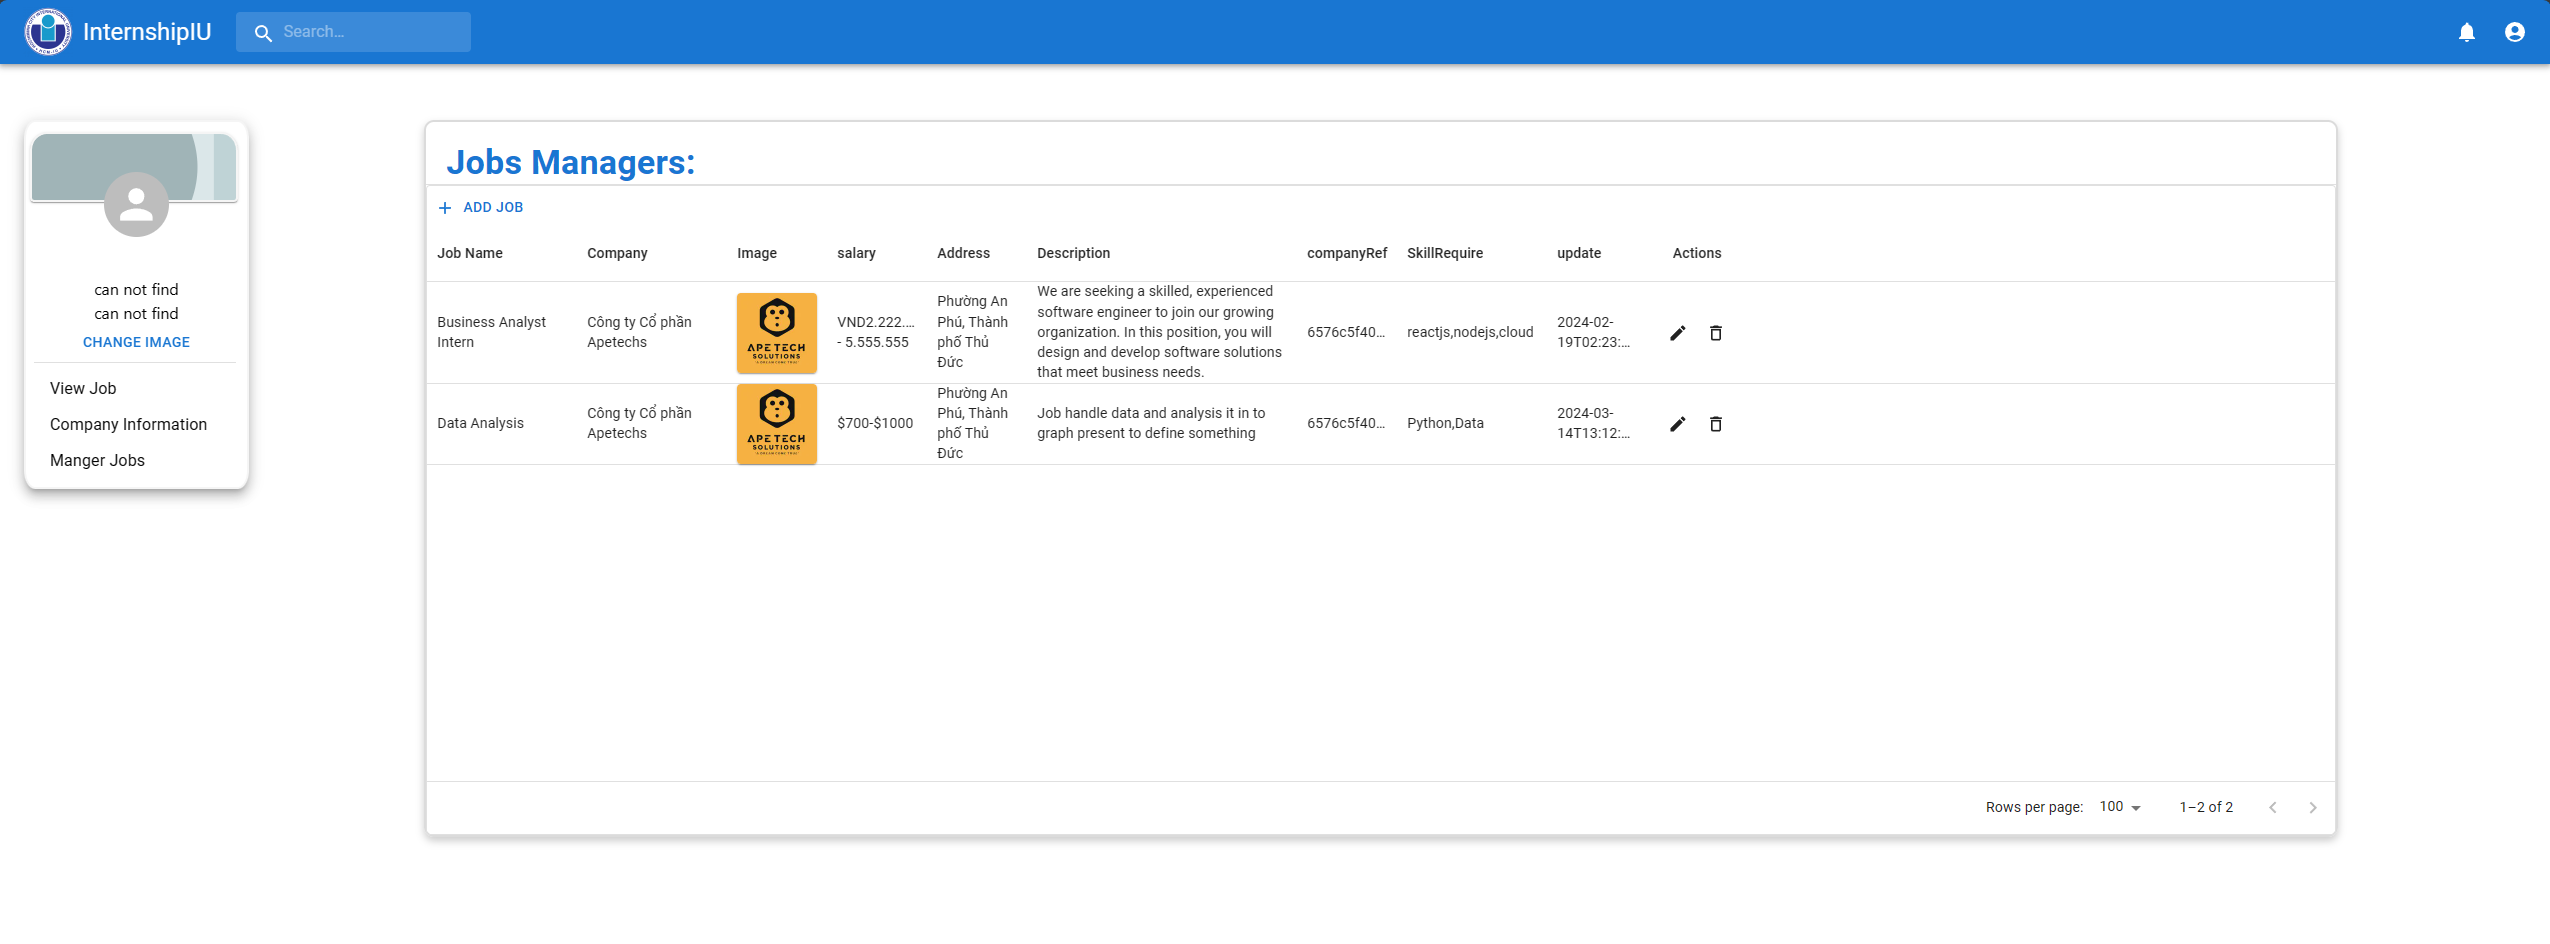 InternshipIU
Search...
can not find
can not find
CHANGE IMAGE
View Job
Company Information
Manger Jobs
Jobs Managers:
ADD JOB
Job Name Company Image salary Address Description companyRef SkillRequire update Actions
Business Analyst
Intern
Công ty Cổ phần
Apetechs
APE TECH
SOLUTIONS
VND2.222....
- 5.555.555
Phường An
Phú, Thành
phố Thủ
Đức
We are seeking a skilled, experienced
software engineer to join our growing
organization. In this position, you will
design and develop software solutions
that meet business needs.
6576c5f40...
reactjs,nodejs,cloud
2024-02-
19T02:23:...
Data Analysis
Công ty Cổ phần
Apetechs
APE TECH
SOLUTIONS
$700-$1000
Phường An
Phú, Thành
phố Thủ
Đức
Job handle data and analysis it in to
graph present to define something
6576c5f40...
Python,Data
2024-03-
14T13:12:...
Rows per page: 100 1–2 of 2